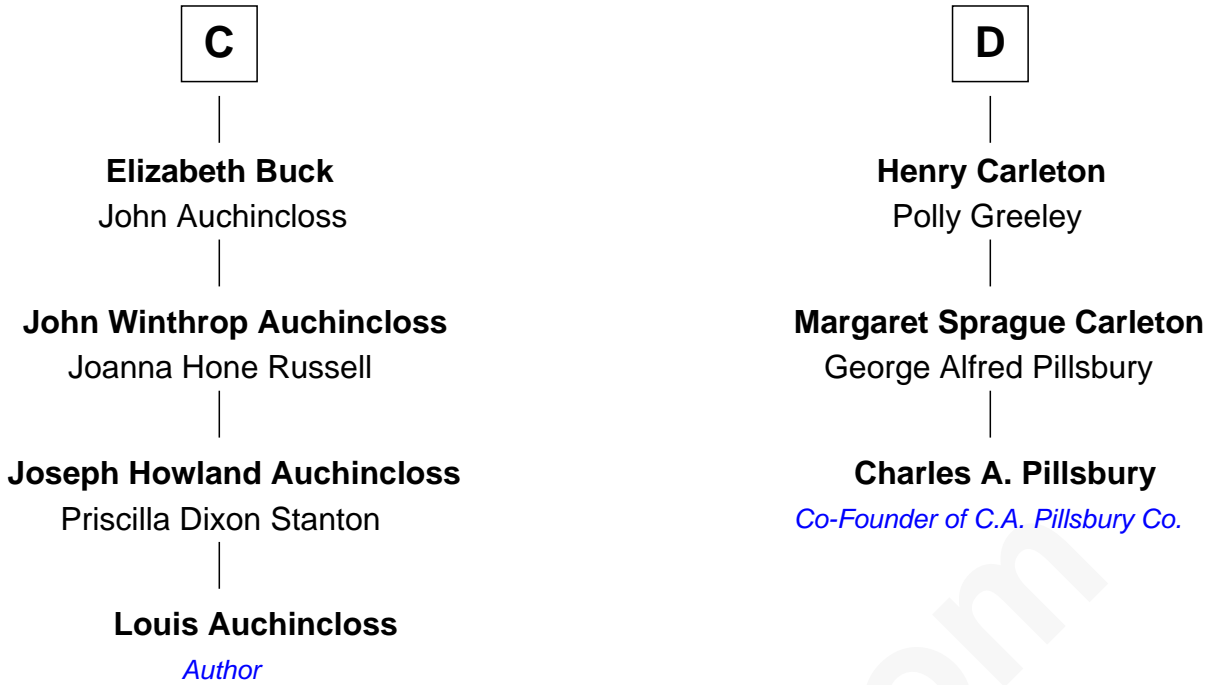 C
Elizabeth Buck
John Auchincloss
John Winthrop Auchincloss
Joanna Hone Russell
Joseph Howland Auchincloss
Priscilla Dixon Stanton
Louis Auchincloss
Author
D
Henry Carleton
Polly Greeley
Margaret Sprague Carleton
George Alfred Pillsbury
Charles A. Pillsbury
Co-Founder of C.A. Pillsbury Co.
om